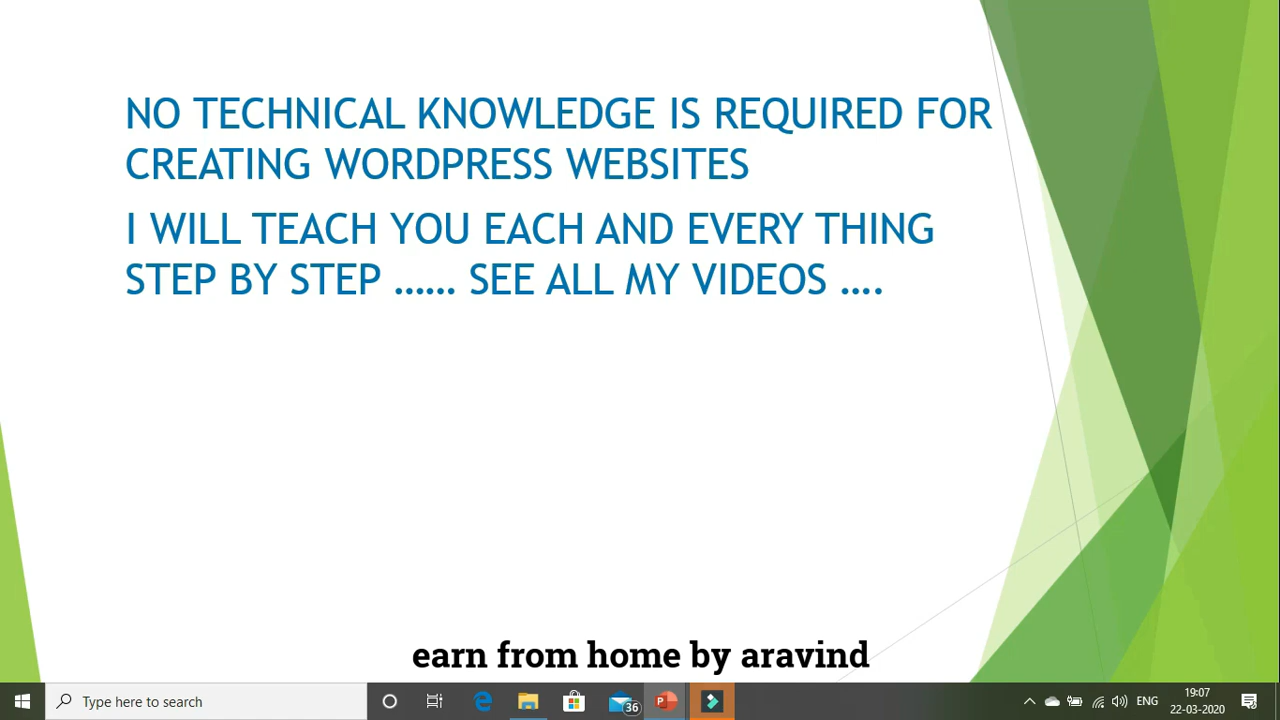 NO TECHNICAL KNOWLEDGE IS REQUIRED FOR
CREATING WORDPRESS WEBSITES
I WILL TEACH YOU EACH AND EVERY THING
STEP BY STEP ...... SEE ALL MY VIDEOS ....
earn from home by aravind
Type here to search
36
ENG
19:07
22-03-2020